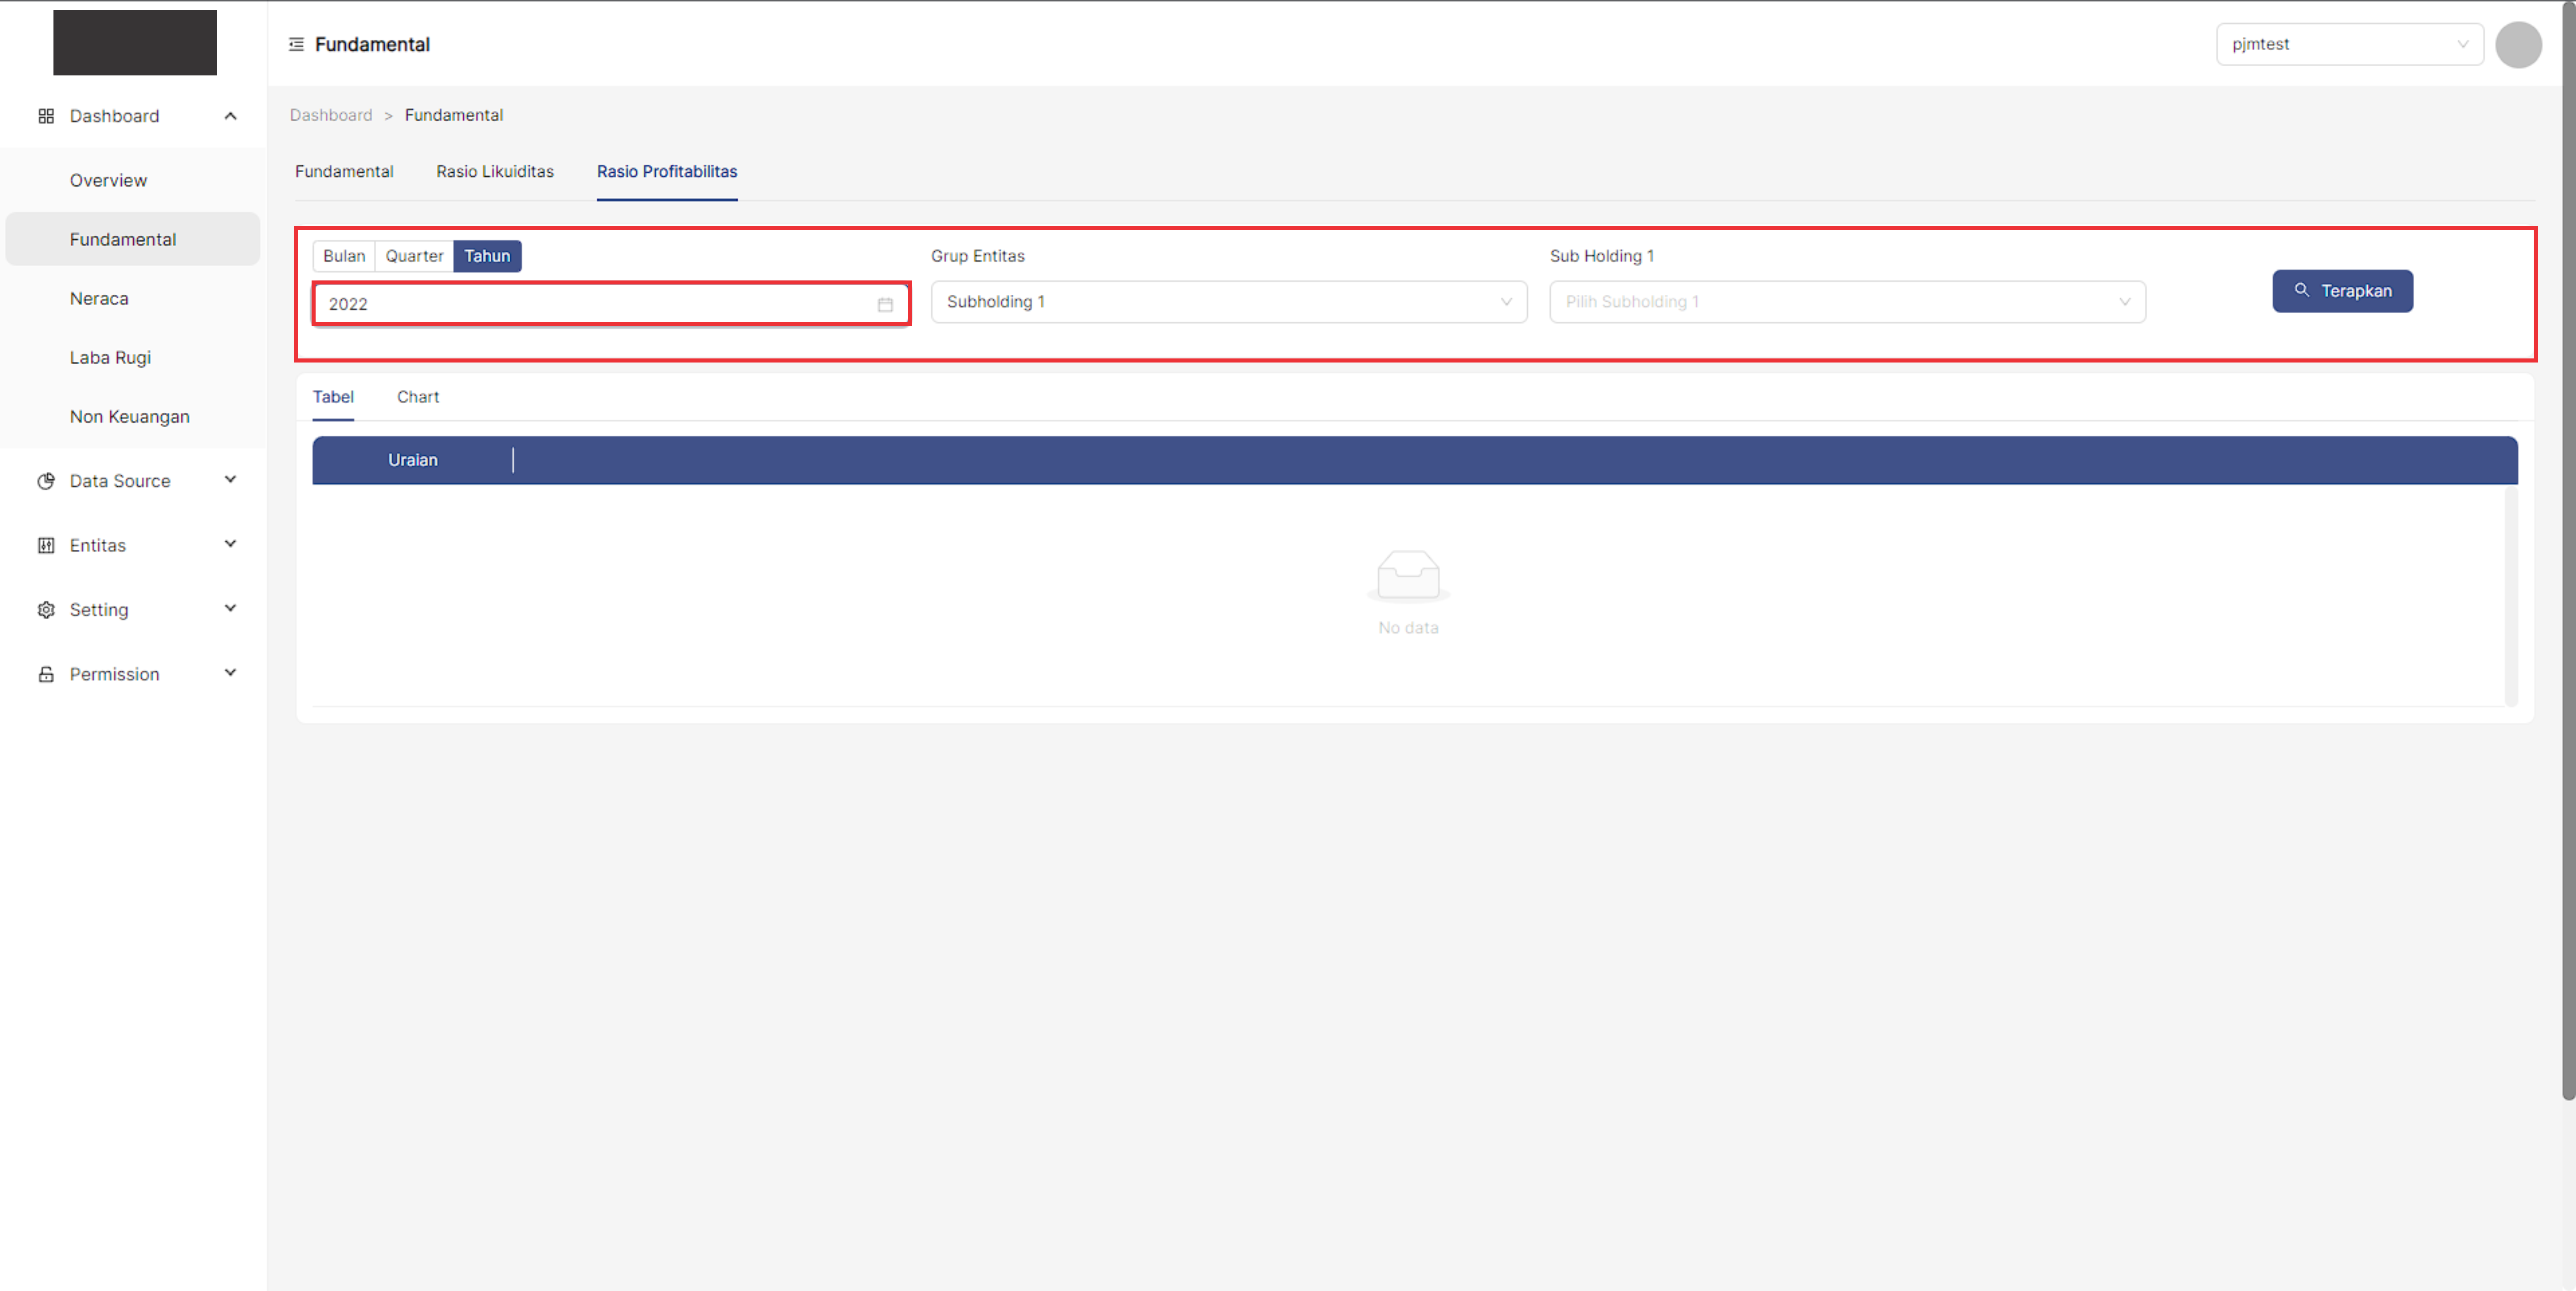 Fundamental
pjmtest
Dashboard
Overview
Fundamental
Neraca
Laba Rugi
Non Keuangan
Data Source
Entitas
Setting
Permission
Dashboard > Fundamental
Fundamental Rasio Likuiditas Rasio Profitabilitas
Bulan Quarter Tahun
2022
Grup Entitas
Subholding 1
Sub Holding 1
Pilih Subholding 1
Terapkan
Tabel Chart
Uraian
No data